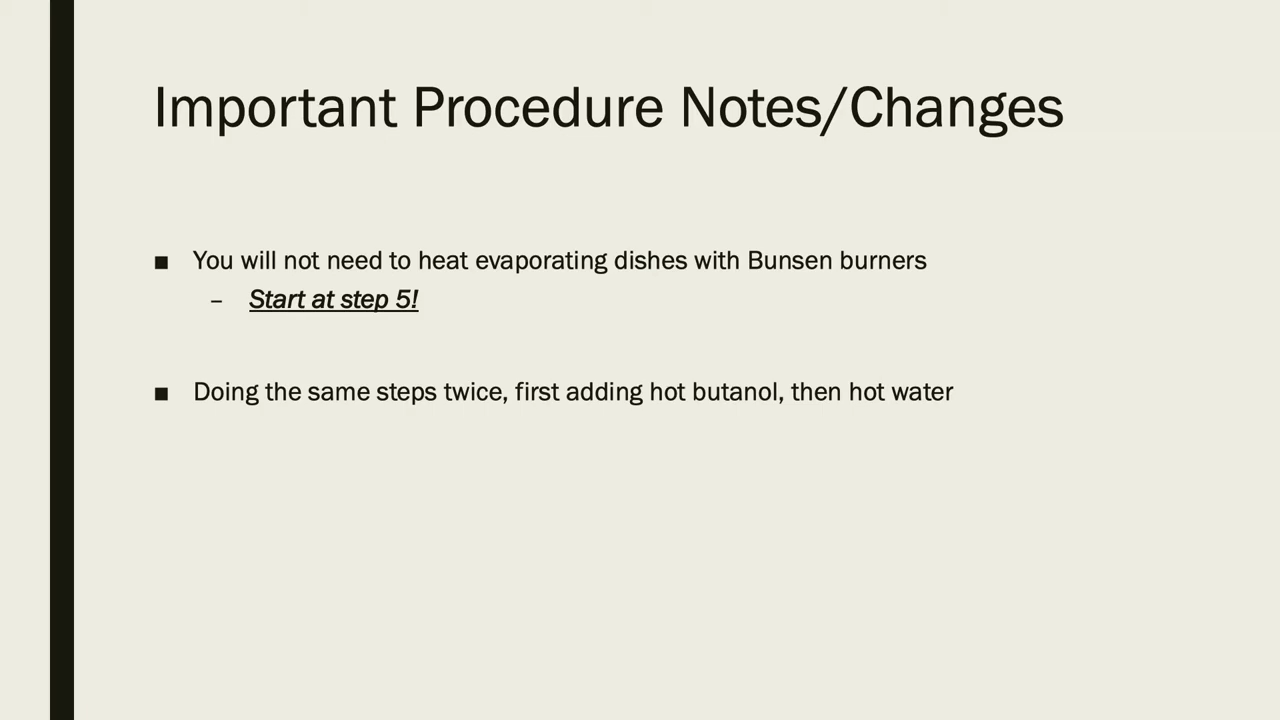 Important Procedure Notes/Changes
■ You will not need to heat evaporating dishes with Bunsen burners
– Start at step 5!
■ Doing the same steps twice, first adding hot butanol, then hot water